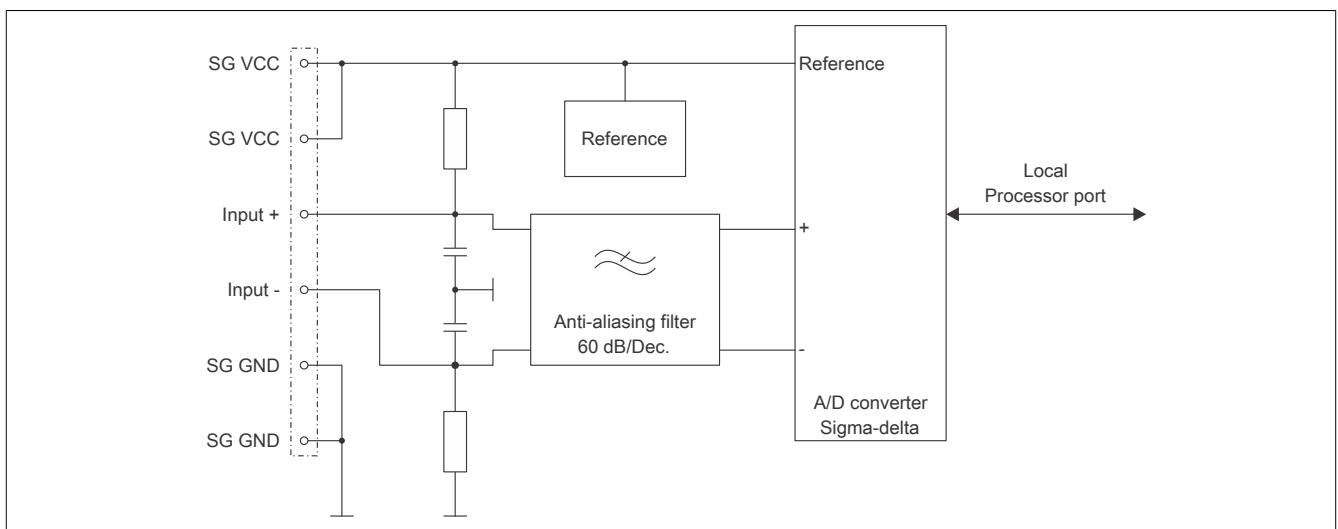 SG VCC
Reference
SG VCC
Reference
Local
Processor port
Input +
+
Input -
Anti-aliasing filter
60 dB/Dec.
-
SG GND
A/D converter
Sigma-delta
SG GND